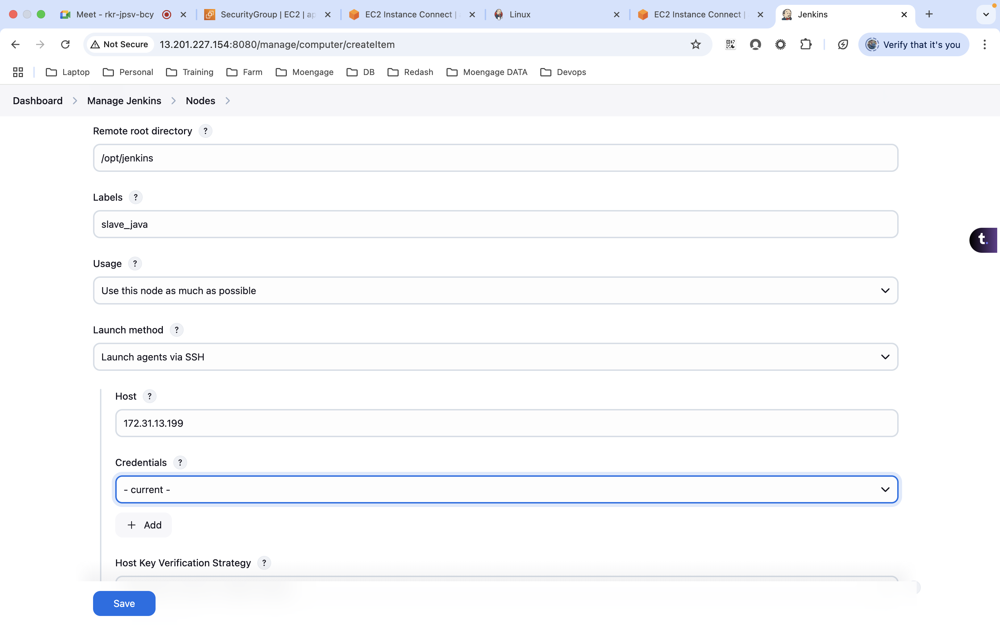 Meet - rkr-jpsv-bcy
SecurityGroup | EC2 | ap
EC2 Instance Connect |
Linux
EC2 Instance Connect |
Jenkins
Not Secure
13.201.227.154:8080/manage/computer/createItem
Verify that it's you
Laptop
Personal
Training
Farm
Moengage
DB
Redash
Moengage DATA
Devops
Dashboard
Manage Jenkins
Nodes
Remote root directory ?
/opt/jenkins
Labels ?
slave_java
t.
Usage ?
Use this node as much as possible
Launch method ?
Launch agents via SSH
Host ?
172.31.13.199
Credentials ?
- current -
+ Add
Host Key Verification Strategy ?
Save